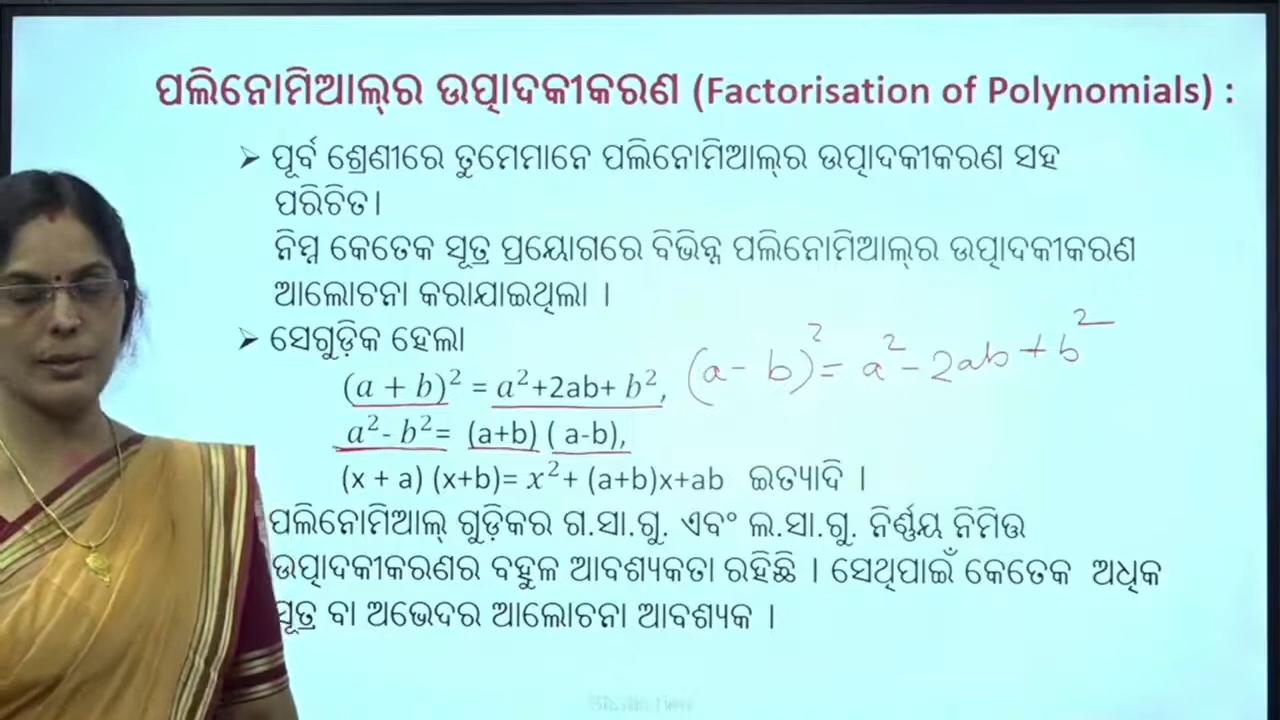 ପଲିନୋମିଆଲ୍‌ର ଉତ୍ପାଦକୀକରଣ (Factorisation of Polynomials) :
➢ ପୂର୍ବ ଶ୍ରେଣୀରେ ତୁମେମାନେ ପଲିନୋମିଆଲ୍‌ର ଉତ୍ପାଦକୀକରଣ ସହ
ପରିଚିତ।
ନିମ୍ନ କେତେକ ସୂତ୍ର ପ୍ରୟୋଗରେ ବିଭିନ୍ନ ପଲିନୋମିଆଲ୍‌ର ଉତ୍ପାଦକୀକରଣ
ଆଲୋଚନା କରାଯାଇଥିଲା ।
➢ ସେଗୁଡ଼ିକ ହେଲା
(a + b)² = a²+2ab+ b², (a - b)² = a² - 2ab + b²
a²- b²= (a+b) ( a-b),
(x + a) (x+b)= x²+ (a+b)x+ab ଇତ୍ୟାଦି ।
ପଲିନୋମିଆଲ୍ ଗୁଡ଼ିକର ଗ.ସା.ଗୁ. ଏବଂ ଲ.ସା.ଗୁ. ନିର୍ଣ୍ଣୟ ନିମିତ୍ତ
ଉତ୍ପାଦକୀକରଣର ବହୁଳ ଆବଶ୍ୟକତା ରହିଛି । ସେଥିପାଇଁ କେତେକ ଅଧିକ
ସୂତ୍ର ବା ଅଭେଦର ଆଲୋଚନା ଆବଶ୍ୟକ ।